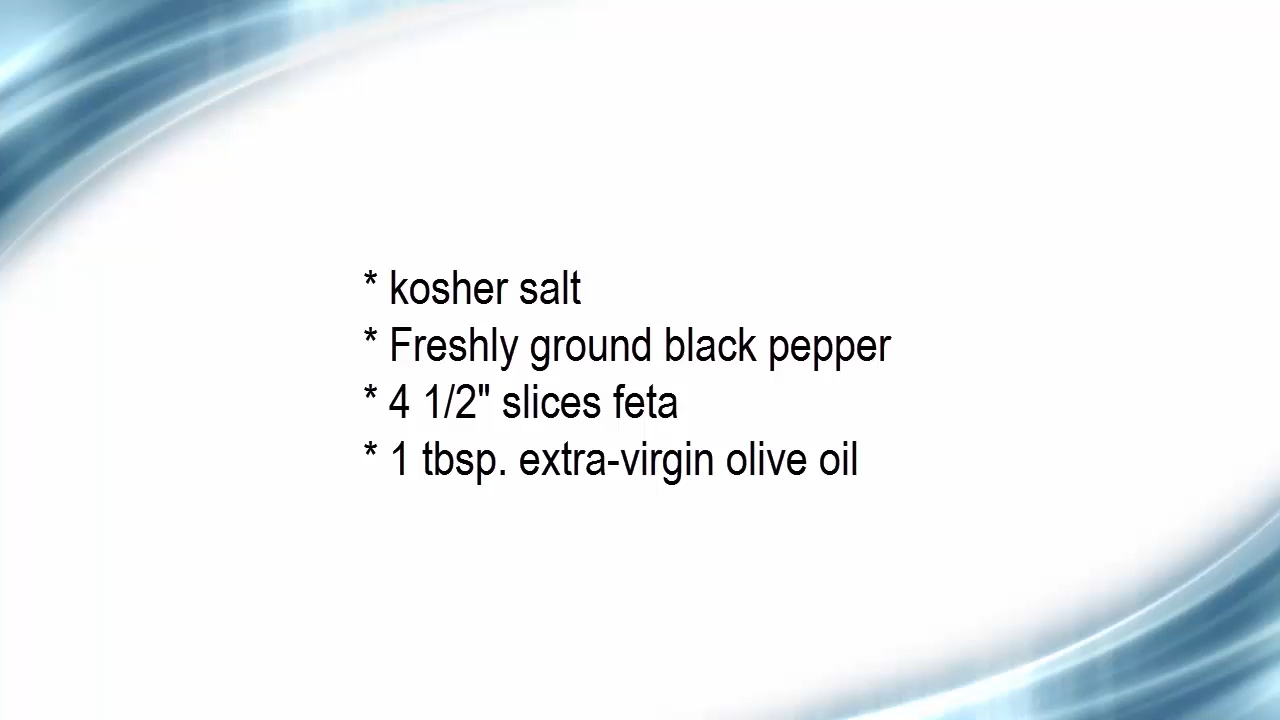 * kosher salt
* Freshly ground black pepper
* 4 1/2" slices feta
* 1 tbsp. extra-virgin olive oil